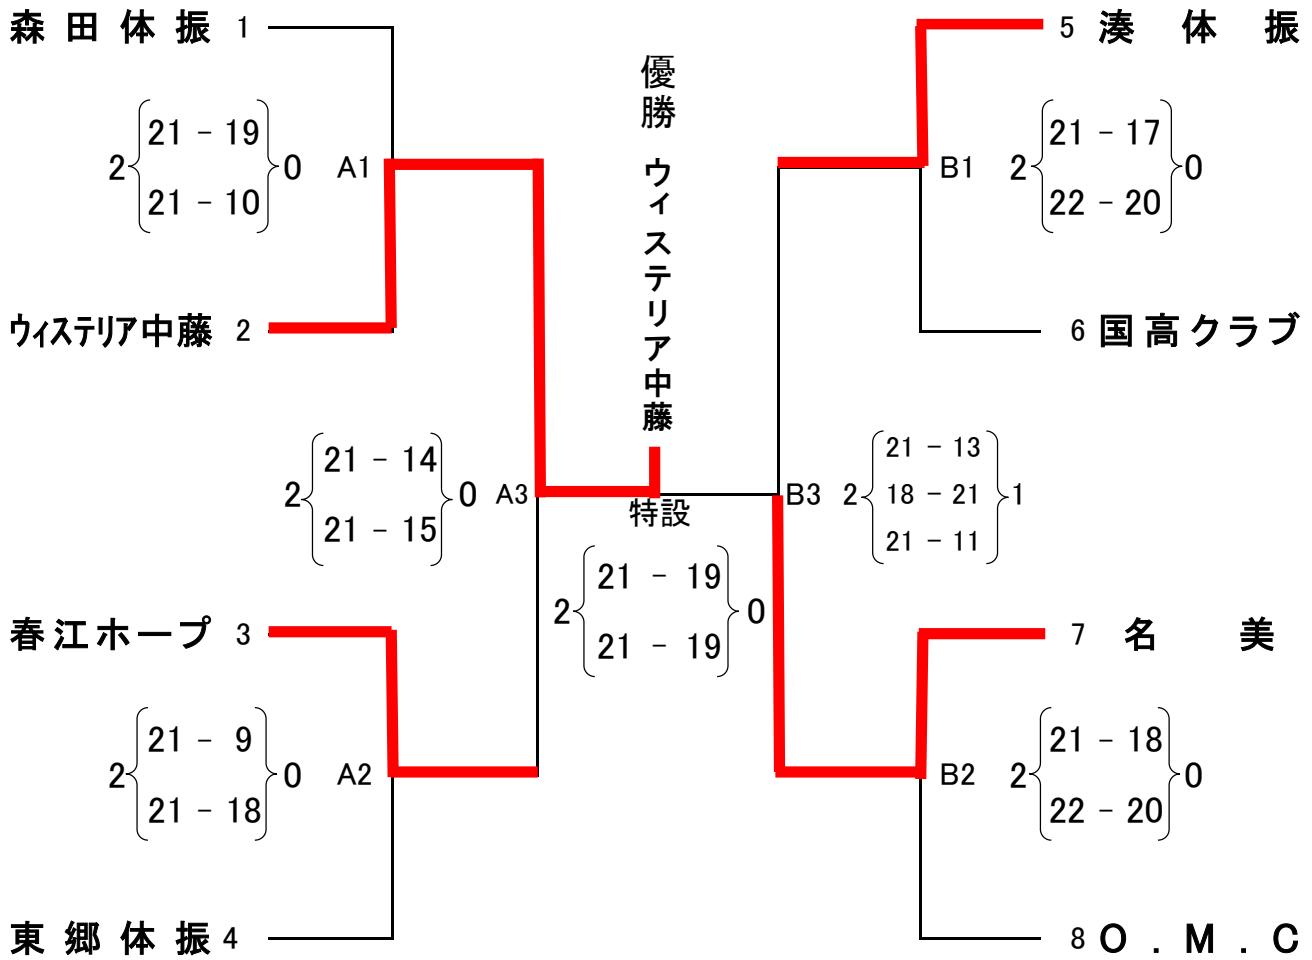 森田体振 1
21 - 19
2 0 A1
21 - 10
ウィステリア中藤 2
21 - 14
2 0 A3
21 - 15
春江ホープ 3
21 - 9
2 0 A2
21 - 18
東郷体振 4
優勝 ウィステリア中藤
特設
21 - 19
2 0
21 - 19
5 湊体振
21 - 17
B1 2 0
22 - 20
6 国高クラブ
21 - 13
B3 2 18 - 21 1
21 - 11
7 名美
21 - 18
B2 2 0
22 - 20
8 O.M.C